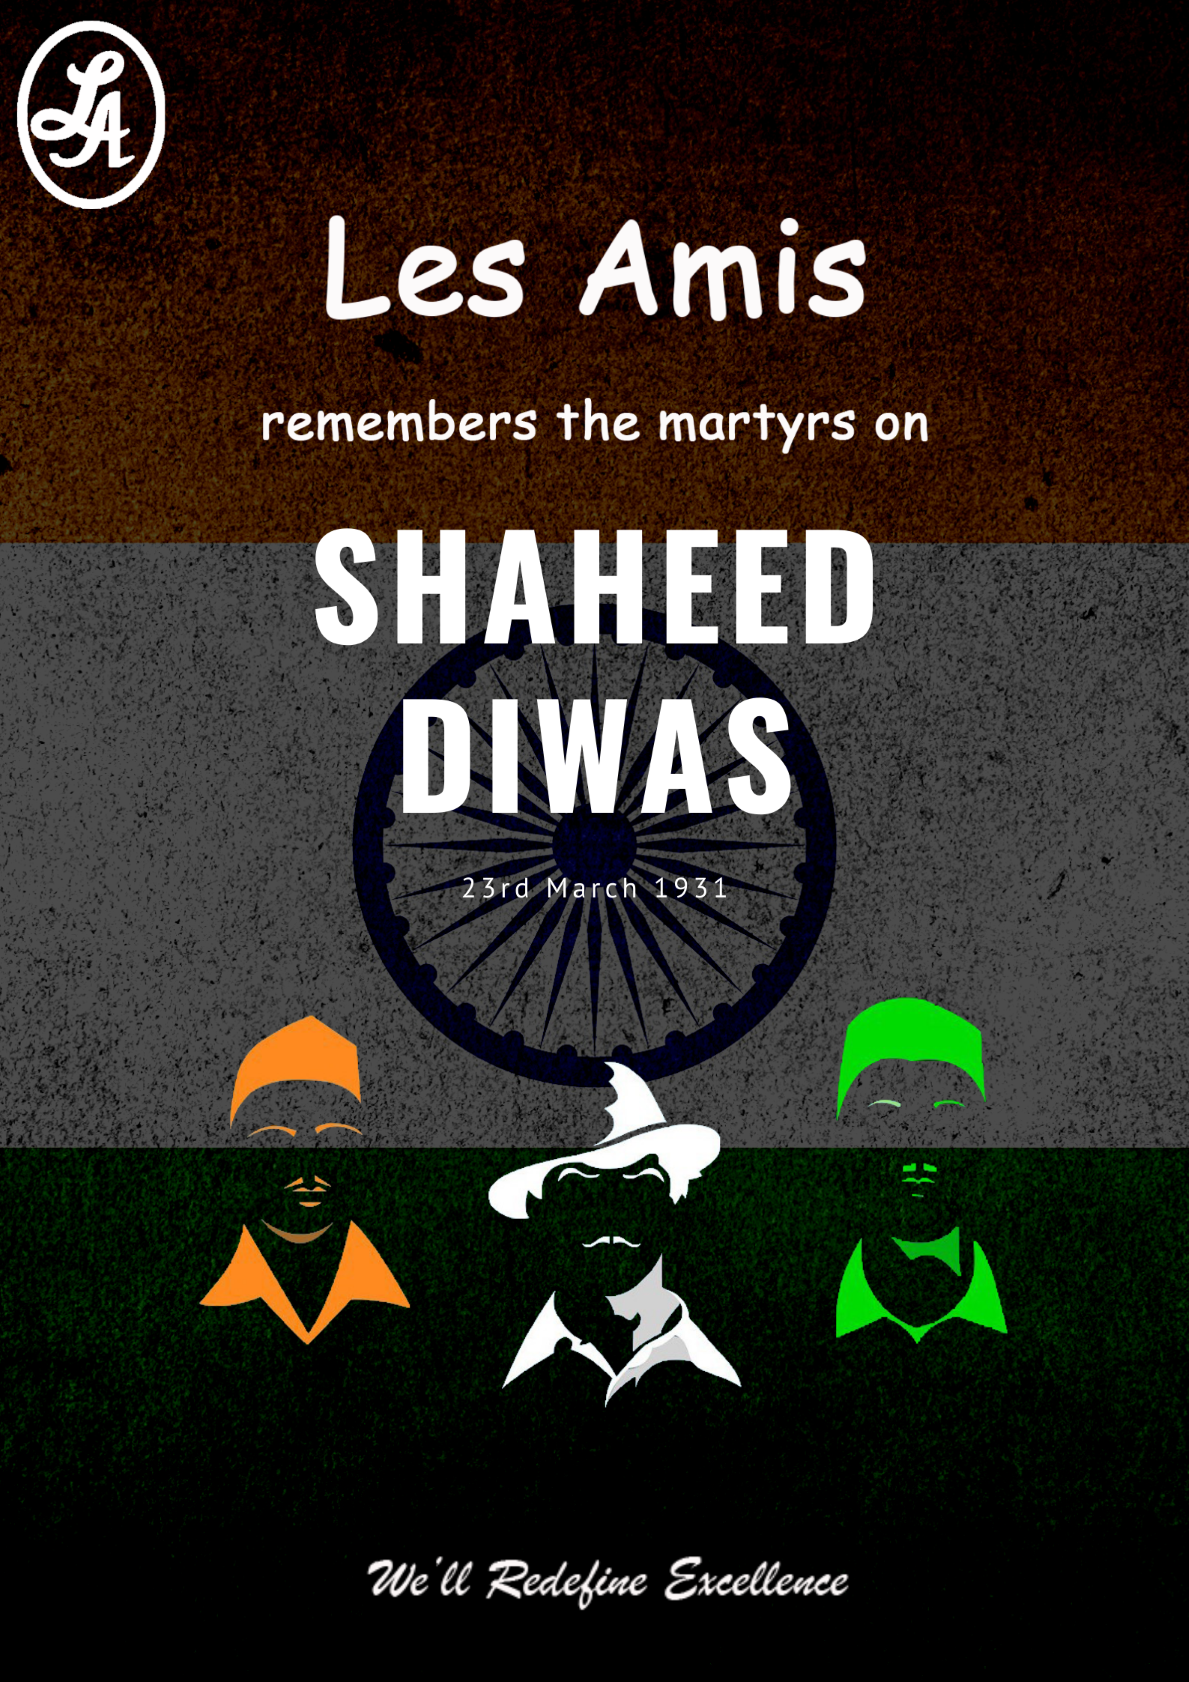 LA
Les Amis
remembers the martyrs on
SHAHEED
DIWAS
23rd March 1931
We'll Redefine Excellence